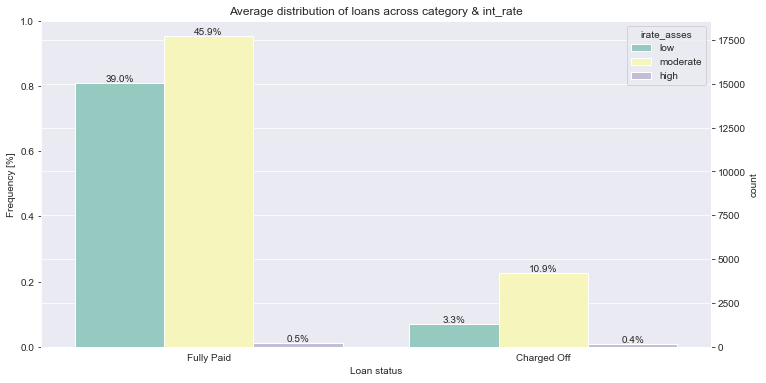 Average distribution of loans across category & int_rate
Frequency [%]
1.0
0.8
0.6
0.4
0.2
0.0
39.0%
45.9%
0.5%
3.3%
10.9%
0.4%
irate_asses
low
moderate
high
17500
15000
12500
10000
7500
5000
2500
0
count
Fully Paid
Charged Off
Loan status